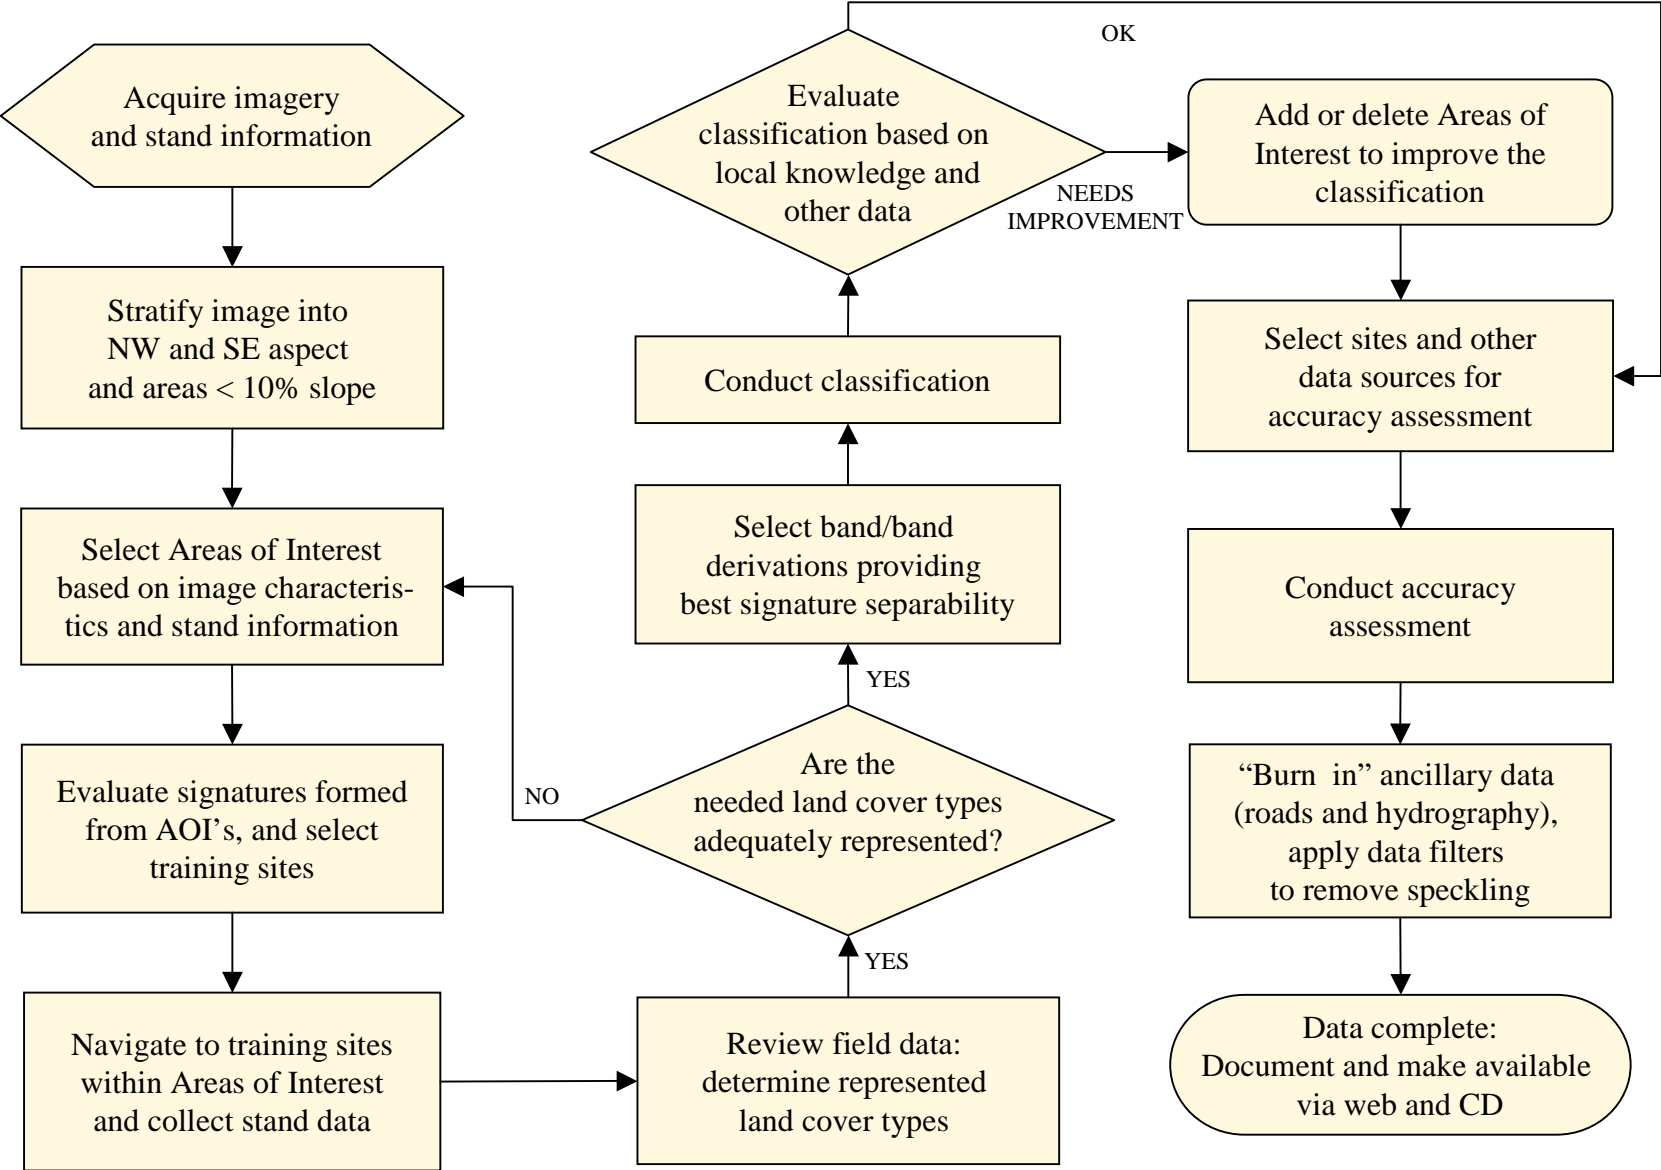 Acquire imagery
and stand information
Stratify image into
NW and SE aspect
and areas < 10% slope
Select Areas of Interest
based on image characteris-
tics and stand information
Evaluate signatures formed
from AOI's, and select
training sites
Navigate to training sites
within Areas of Interest
and collect stand data
Review field data:
determine represented
land cover types
YES
Are the
needed land cover types
adequately represented?
NO
YES
Select band/band
derivations providing
best signature separability
Conduct classification
Evaluate
classification based on
local knowledge and
other data
OK
NEEDS
IMPROVEMENT
Add or delete Areas of
Interest to improve the
classification
Select sites and other
data sources for
accuracy assessment
Conduct accuracy
assessment
“Burn in” ancillary data
(roads and hydrography),
apply data filters
to remove speckling
Data complete:
Document and make available
via web and CD